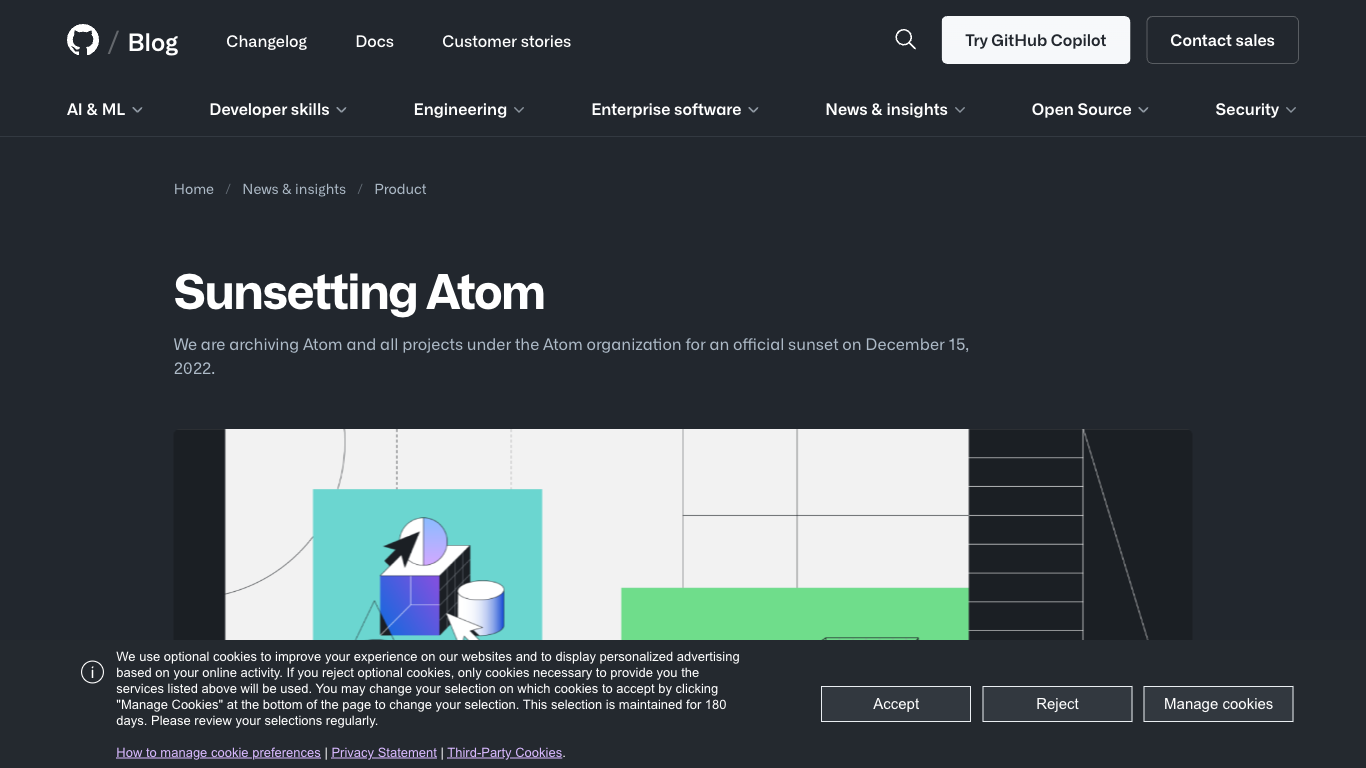 / Blog Changelog Docs Customer stories Try GitHub Copilot Contact sales
AI & ML Developer skills Engineering Enterprise software News & insights Open Source Security
Home / News & insights / Product
Sunsetting Atom
We are archiving Atom and all projects under the Atom organization for an official sunset on December 15,
2022.
We use optional cookies to improve your experience on our websites and to display personalized advertising
based on your online activity. If you reject optional cookies, only cookies necessary to provide you the
services listed above will be used. You may change your selection on which cookies to accept by clicking
"Manage Cookies" at the bottom of the page to change your selection. This selection is maintained for 180
days. Please review your selections regularly.
How to manage cookie preferences | Privacy Statement | Third-Party Cookies.
Accept Reject Manage cookies